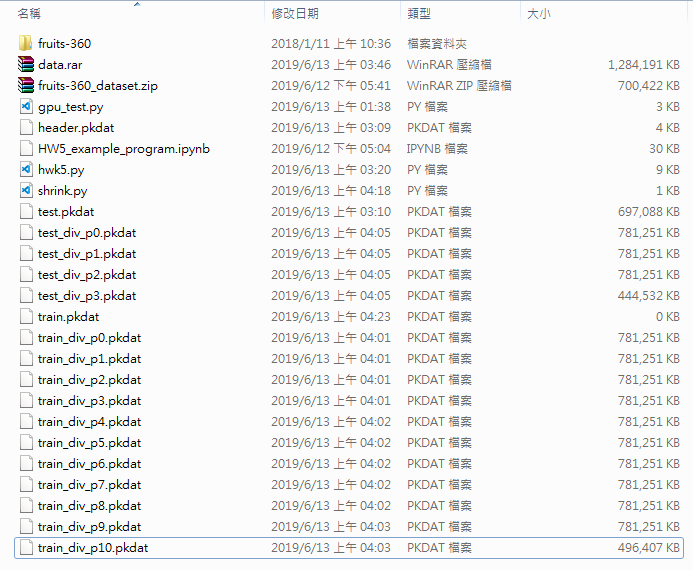 名稱 修改日期 類型 大小
fruits-360 2018/1/11 上午 10:36 檔案資料夾
data.rar 2019/6/13 上午 03:46 WinRAR 壓縮檔 1,284,191 KB
fruits-360_dataset.zip 2019/6/12 下午 05:41 WinRAR ZIP 壓縮檔 700,422 KB
gpu_test.py 2019/6/13 上午 01:38 PY 檔案 3 KB
header.pkdat 2019/6/13 上午 03:09 PKDAT 檔案 4 KB
HW5_example_program.ipynb 2019/6/12 下午 05:04 IPYNB 檔案 30 KB
hwk5.py 2019/6/13 上午 03:20 PY 檔案 9 KB
shrink.py 2019/6/13 上午 04:18 PY 檔案 1 KB
test.pkdat 2019/6/13 上午 03:10 PKDAT 檔案 697,088 KB
test_div_p0.pkdat 2019/6/13 上午 04:05 PKDAT 檔案 781,251 KB
test_div_p1.pkdat 2019/6/13 上午 04:05 PKDAT 檔案 781,251 KB
test_div_p2.pkdat 2019/6/13 上午 04:05 PKDAT 檔案 781,251 KB
test_div_p3.pkdat 2019/6/13 上午 04:05 PKDAT 檔案 444,532 KB
train.pkdat 2019/6/13 上午 04:23 PKDAT 檔案 0 KB
train_div_p0.pkdat 2019/6/13 上午 04:01 PKDAT 檔案 781,251 KB
train_div_p1.pkdat 2019/6/13 上午 04:01 PKDAT 檔案 781,251 KB
train_div_p2.pkdat 2019/6/13 上午 04:01 PKDAT 檔案 781,251 KB
train_div_p3.pkdat 2019/6/13 上午 04:01 PKDAT 檔案 781,251 KB
train_div_p4.pkdat 2019/6/13 上午 04:02 PKDAT 檔案 781,251 KB
train_div_p5.pkdat 2019/6/13 上午 04:02 PKDAT 檔案 781,251 KB
train_div_p6.pkdat 2019/6/13 上午 04:02 PKDAT 檔案 781,251 KB
train_div_p7.pkdat 2019/6/13 上午 04:02 PKDAT 檔案 781,251 KB
train_div_p8.pkdat 2019/6/13 上午 04:02 PKDAT 檔案 781,251 KB
train_div_p9.pkdat 2019/6/13 上午 04:03 PKDAT 檔案 781,251 KB
train_div_p10.pkdat 2019/6/13 上午 04:03 PKDAT 檔案 496,407 KB